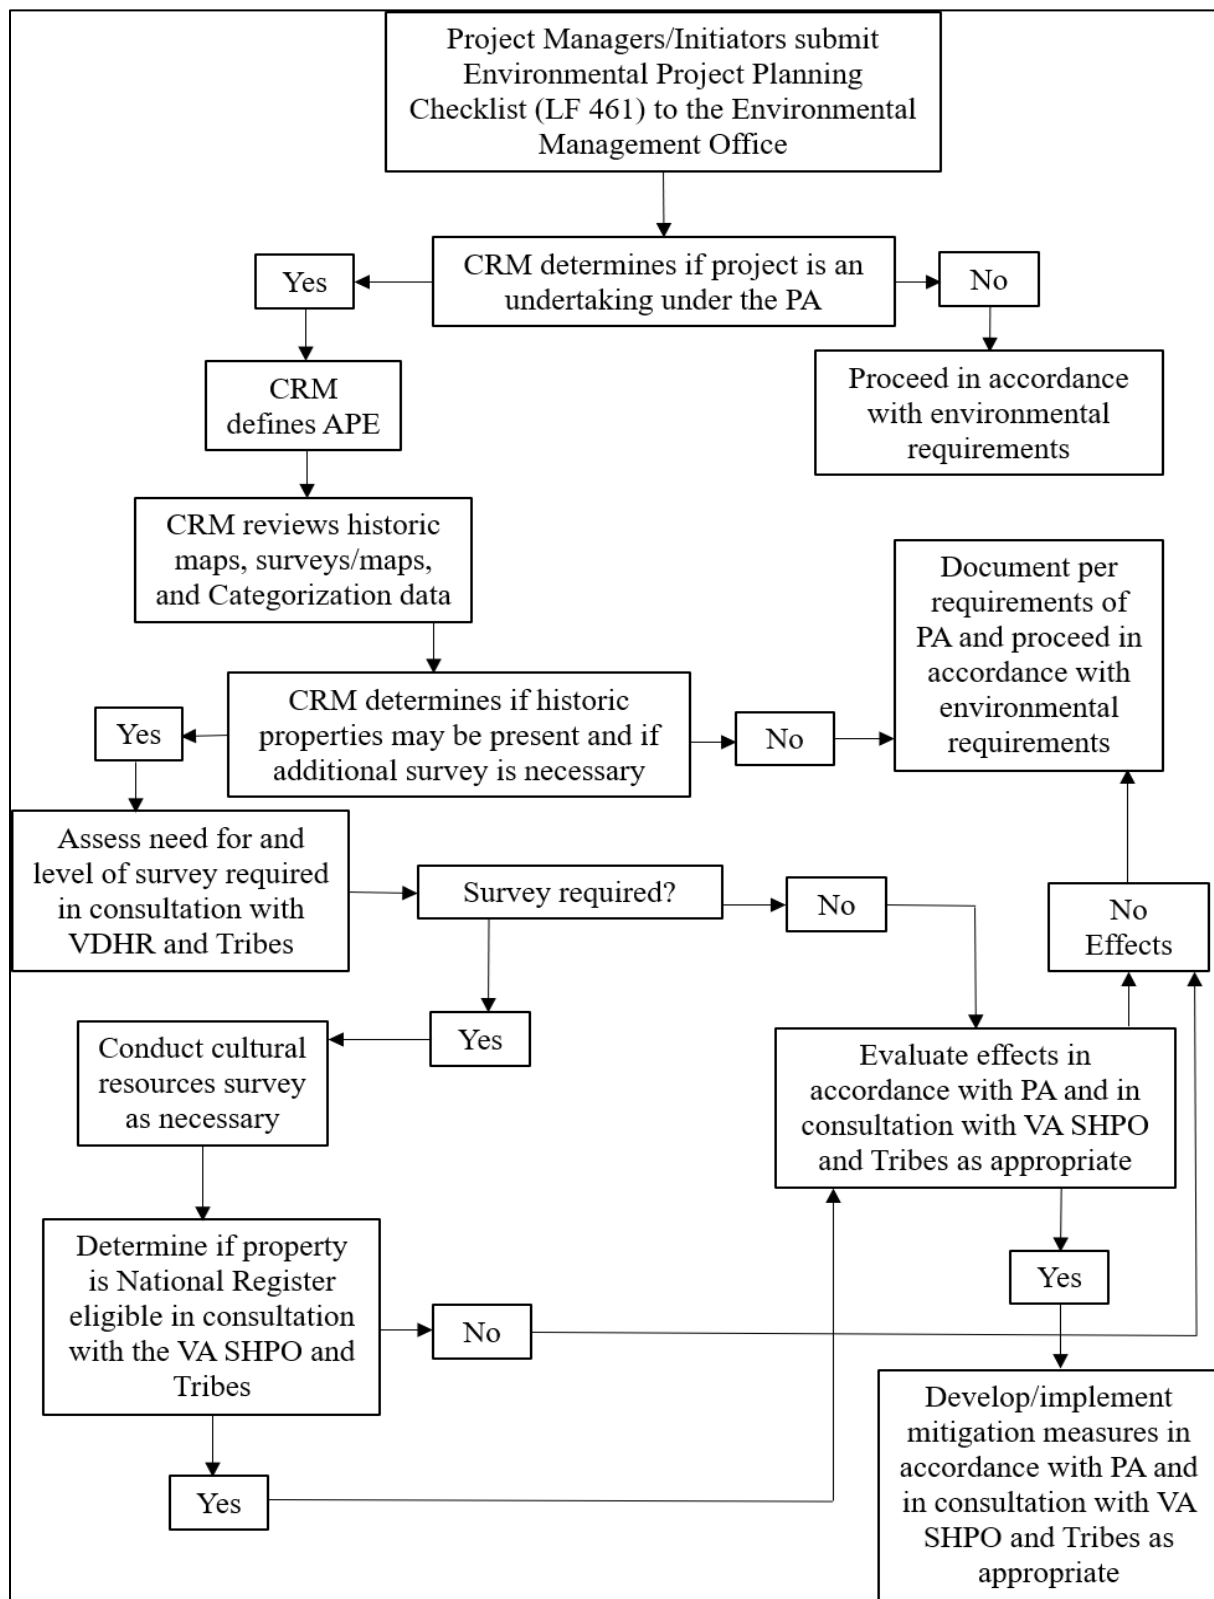 Project Managers/Initiators submit
Environmental Project Planning
Checklist (LF 461) to the Environmental
Management Office
CRM determines if project is an
undertaking under the PA
Yes
No
CRM
defines APE
Proceed in accordance
with environmental
requirements
CRM reviews historic
maps, surveys/maps,
and Categorization data
Document per
requirements of
PA and proceed in
accordance with
environmental
requirements
CRM determines if historic
properties may be present and if
additional survey is necessary
Yes
No
Assess need for and
level of survey required
in consultation with
VDHR and Tribes
Survey required?
No
No
Effects
Yes
Conduct cultural
resources survey
as necessary
Evaluate effects in
accordance with PA and in
consultation with VA SHPO
and Tribes as appropriate
Determine if property
is National Register
eligible in consultation
with the VA SHPO and
Tribes
No
Yes
Yes
Develop/implement
mitigation measures in
accordance with PA and
in consultation with VA
SHPO and Tribes as
appropriate